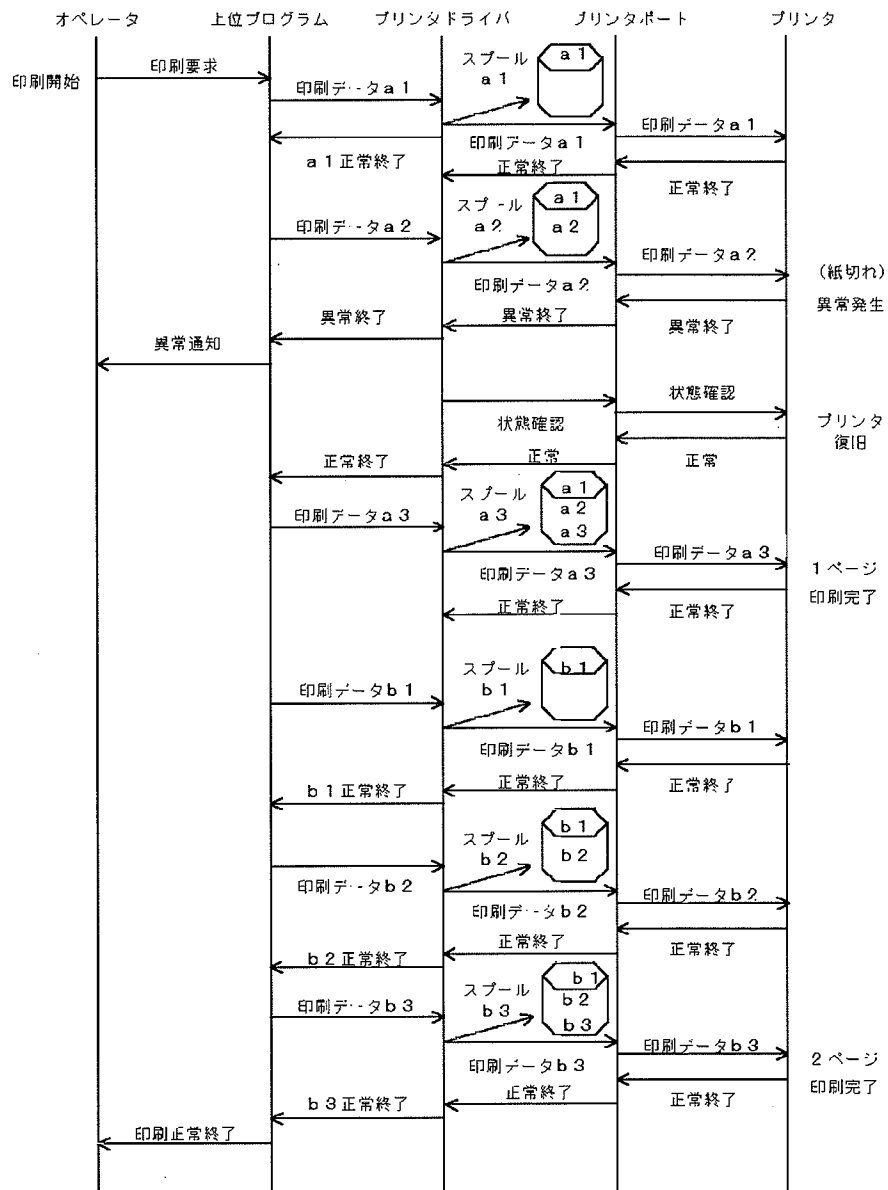 オペレータ 上位プログラム プリンタドライバ プリンタポート プリンタ
印刷開始
印刷要求
印刷データa1
スプール
a1
a1
印刷データa1
印刷データa1
a1正常終了
正常終了
正常終了
印刷データa2
スプール
a2
a1
a2
印刷データa2
印刷データa2
(紙切れ)
異常発生
異常終了
異常終了
異常終了
異常通知
状態確認
状態確認
プリンタ
復旧
正常
正常
正常終了
印刷データa3
スプール
a3
a1
a2
a3
印刷データa3
印刷データa3
1ページ
印刷完了
正常終了
正常終了
印刷データb1
スプール
b1
b1
印刷データb1
印刷データb1
正常終了
正常終了
b1正常終了
印刷データb2
スプール
b2
b1
b2
印刷データb2
印刷データb2
正常終了
正常終了
b2正常終了
印刷データb3
スプール
b3
b1
b2
b3
印刷データb3
印刷データb3
2ページ
印刷完了
正常終了
正常終了
b3正常終了
印刷正常終了